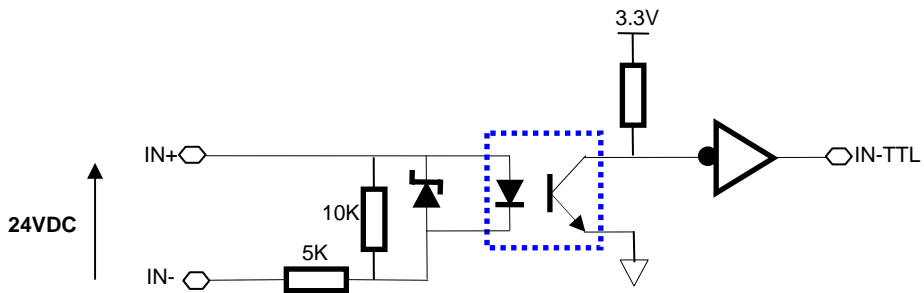 3.3V
IN+
IN-TTL
10K
24VDC
5K
IN-